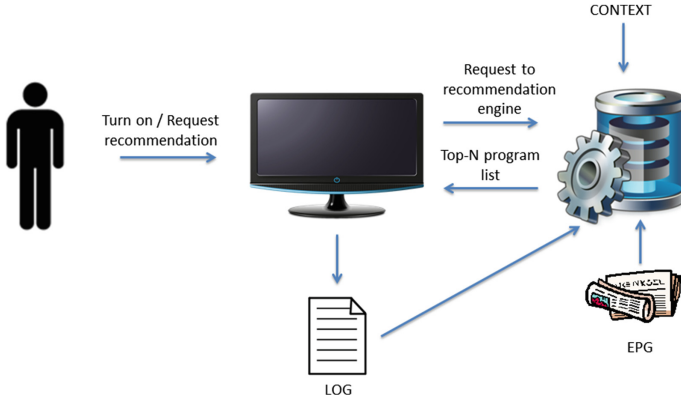 CONTEXT
Turn on / Request
recommendation
Request to
recommendation
engine
Top-N program
list
EPG
LOG